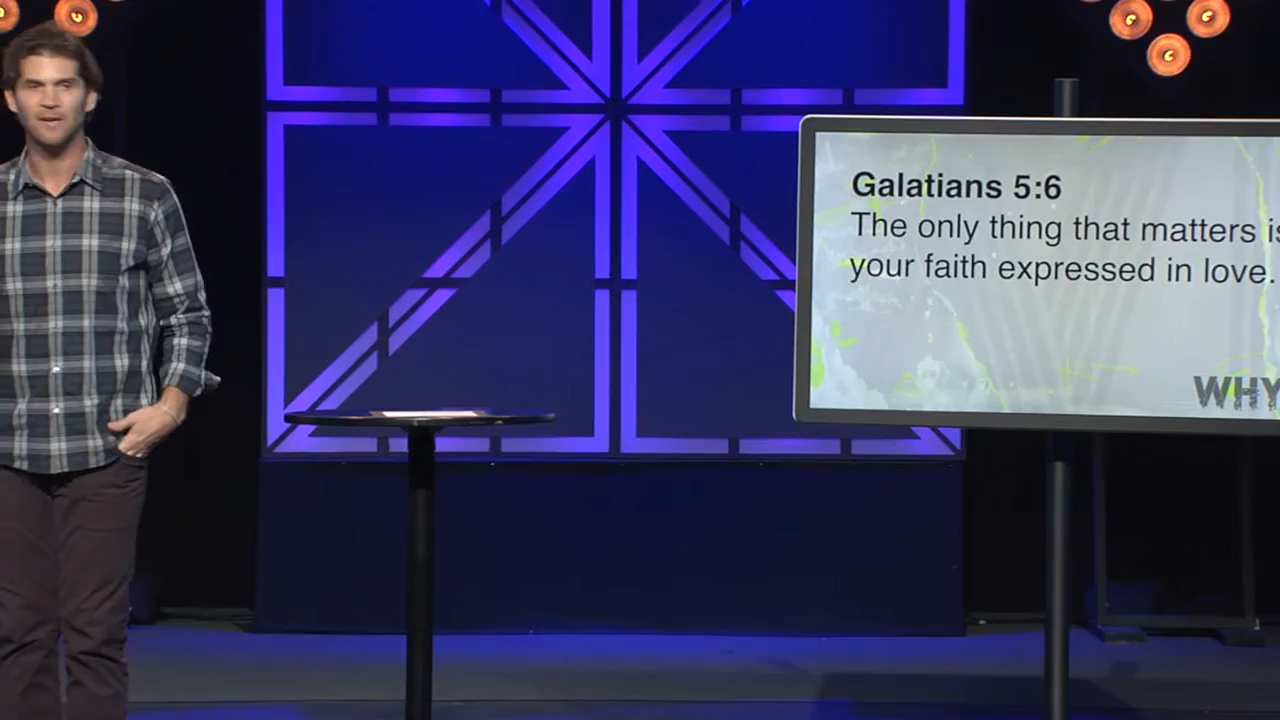 Galatians 5:6
The only thing that matters is
your faith expressed in love.
WHY